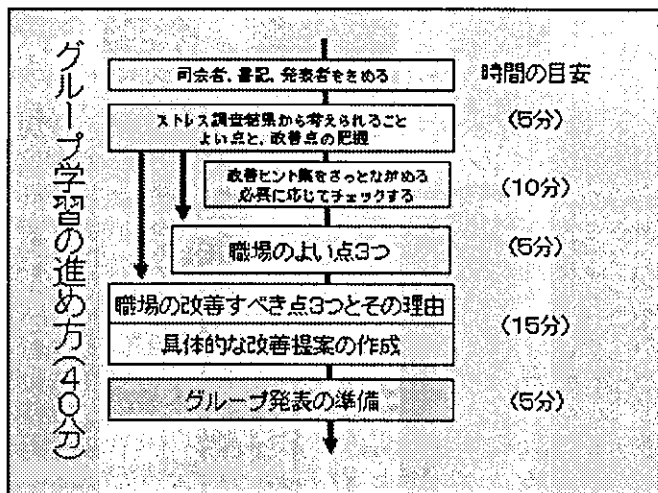 グループ学習の進め方(40分)
時間の目安
司会者、書記、発表者をきめる
ストレス調査結果から考えられること
よい点と、改善点の把握
(5分)
改善ヒント集をざっとながめる
必要に応じてチェックする
(10分)
職場のよい点3つ
(5分)
職場の改善すべき点3つとその理由
具体的な改善提案の作成
(15分)
グループ発表の準備
(5分)